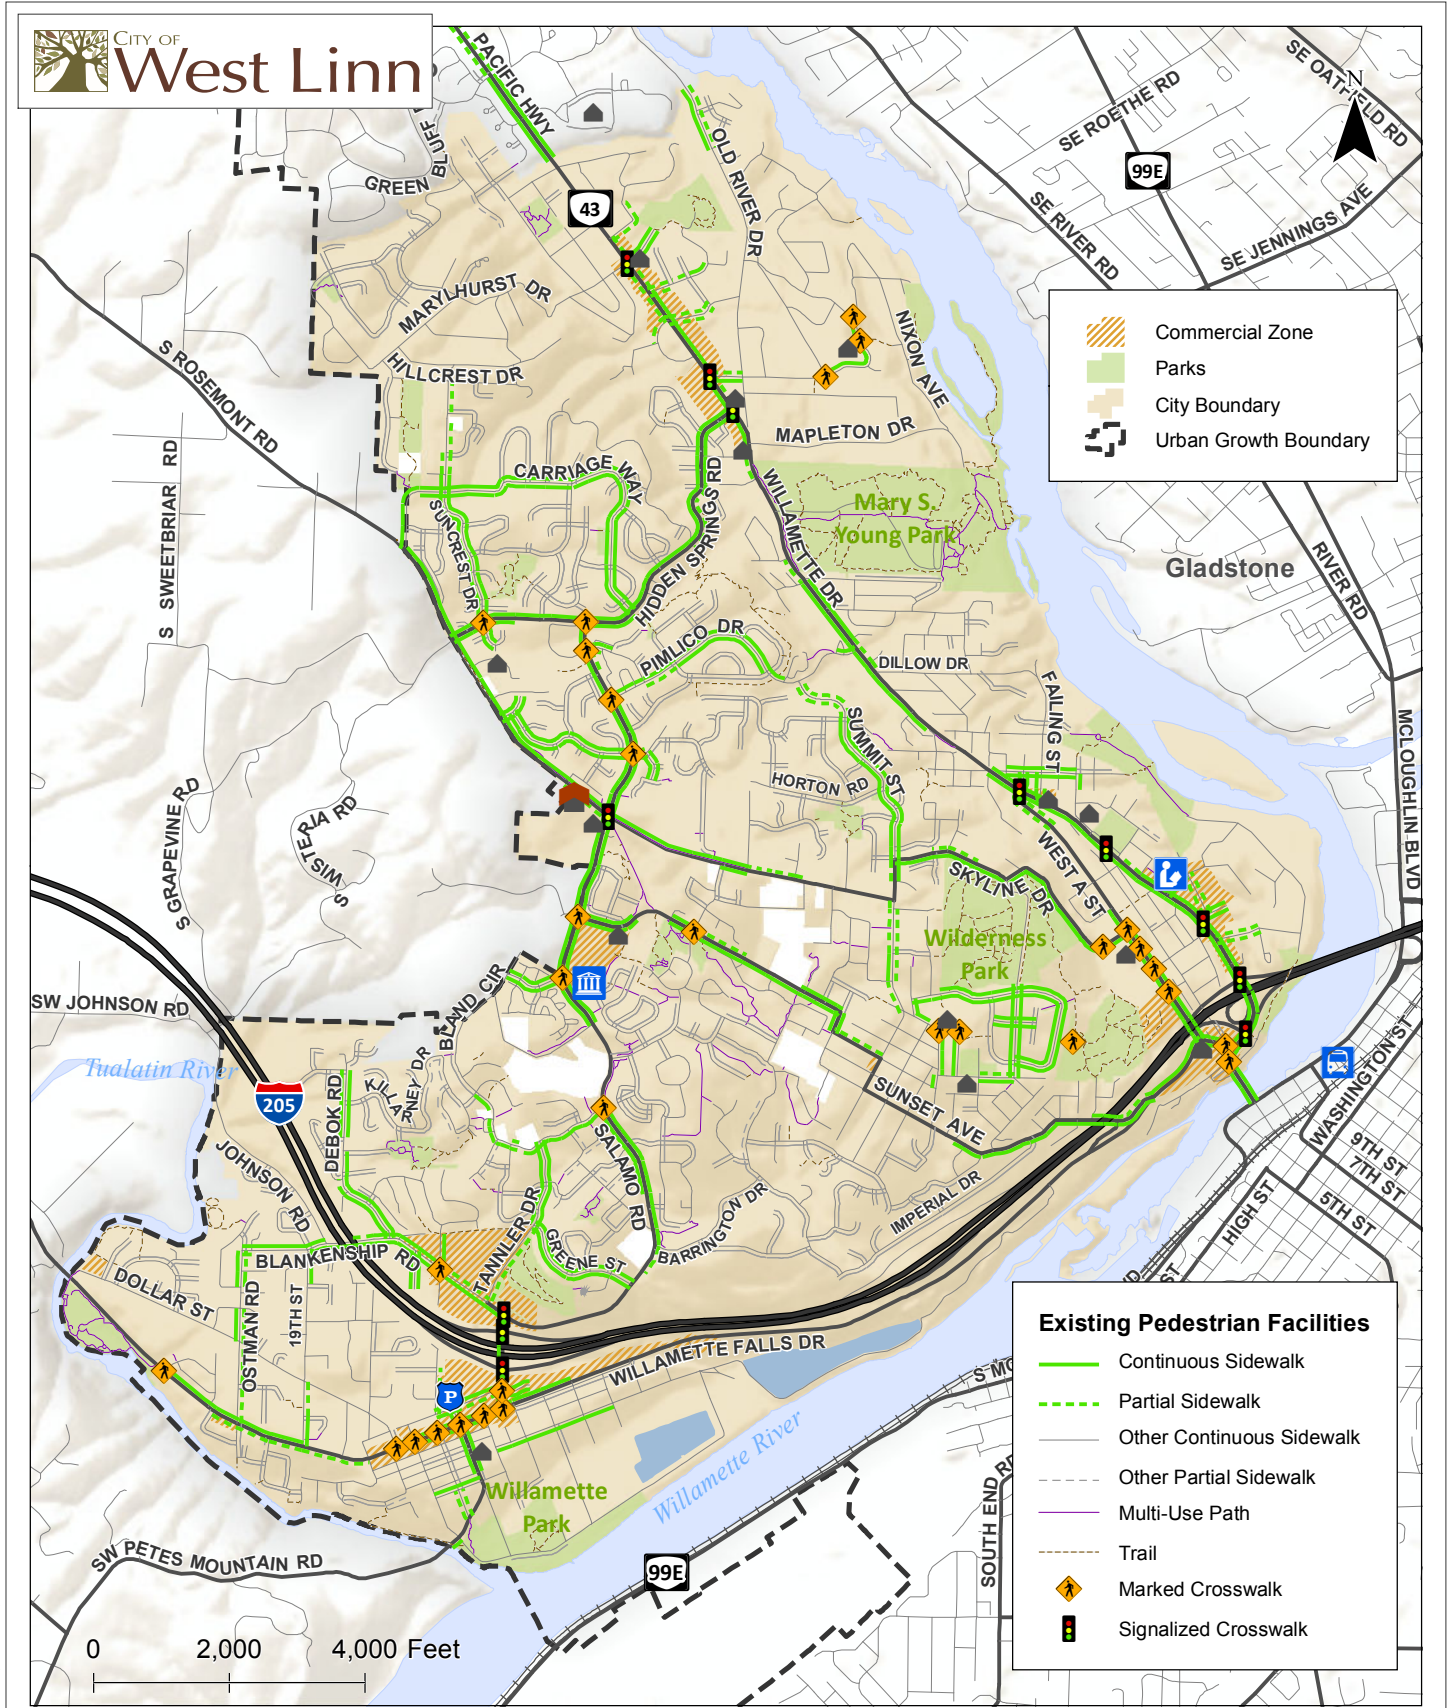 CITY OF
West Linn
PACIFIC HWY
43
GREEN BLUFF
OLD RIVER DR
SE OATFIELD RD
N
SE ROETHE RD
99E
SE RIVER RD
SE JENNINGS AVE
MARYLHURST DR
HILLCREST DR
NIXON AVE
Commercial Zone
Parks
City Boundary
Urban Growth Boundary
S ROSEMONT RD
S SWEETBRIAR RD
MAPLETON DR
CARRIAGE WAY
SUNCREST DR
HIDDEN SPRINGS RD
WILLAMETTE DR
Mary S.
Young Park
Gladstone
RIVER RD
PIMLICO DR
DILLOW DR
FAILING ST
SUMMIT ST
HORTON RD
MCLOUGHLIN BLVD
S GRAPEVINE RD
S WISTERIA RD
WEST A ST
SKYLINE DR
Wilderness
Park
SW JOHNSON RD
BLAND CIR
Tualatin River
205
DEBOK RD
KILLARNEY DR
SUNSET AVE
WASHINGTON ST
9TH ST
7TH ST
5TH ST
HIGH ST
JOHNSON RD
SALAMO RD
TANNLER DR
GREENE ST
BARRINGTON DR
IMPERIAL DR
BLANKENSHIP RD
DOLLAR ST
OSTMAN RD
19TH ST
WILLAMETTE FALLS DR
P
Willamette
Park
Willamette River
SW PETES MOUNTAIN RD
99E
SOUTH END RD
Existing Pedestrian Facilities
Continuous Sidewalk
Partial Sidewalk
Other Continuous Sidewalk
Other Partial Sidewalk
Multi-Use Path
Trail
Marked Crosswalk
Signalized Crosswalk
0 2,000 4,000 Feet